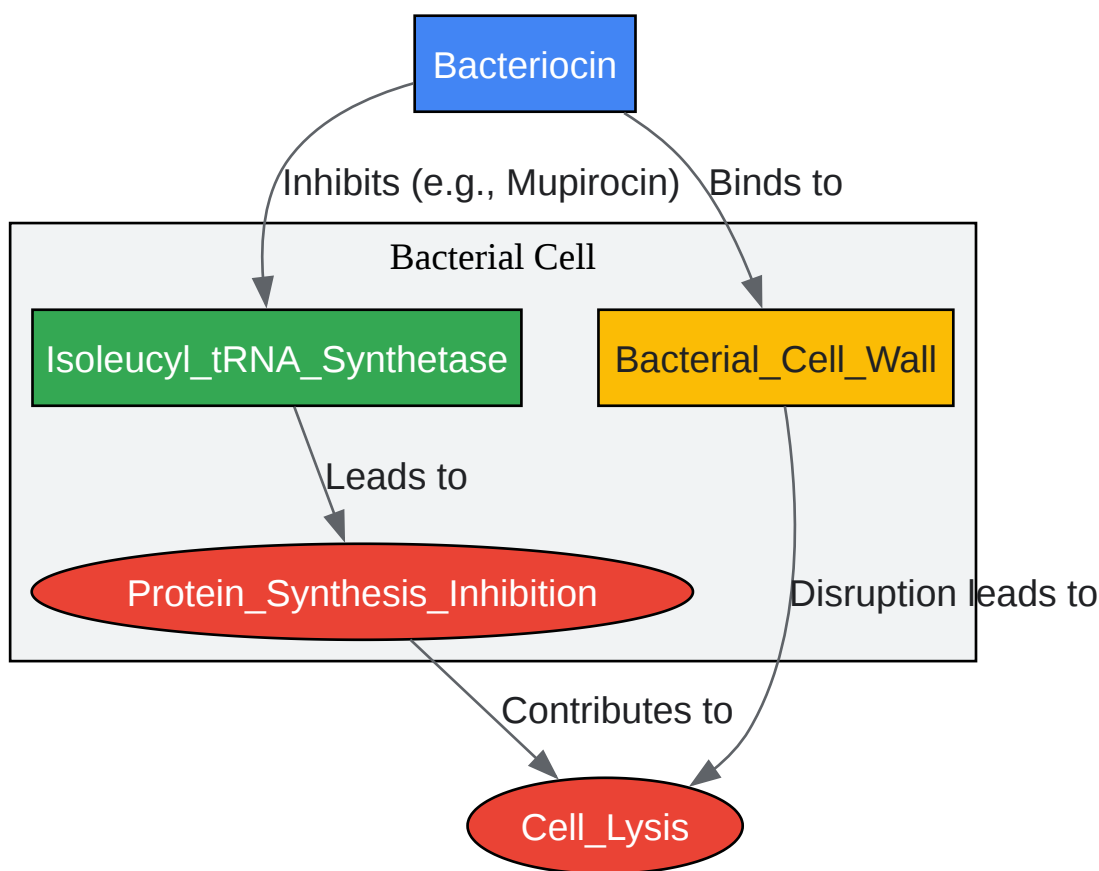 Bacteriocin
Inhibits (e.g., Mupirocin)
Binds to
Bacterial Cell
Isoleucyl_tRNA_Synthetase
Bacterial_Cell_Wall
Leads to
Protein_Synthesis_Inhibition
Disruption leads to
Contributes to
Cell_Lysis